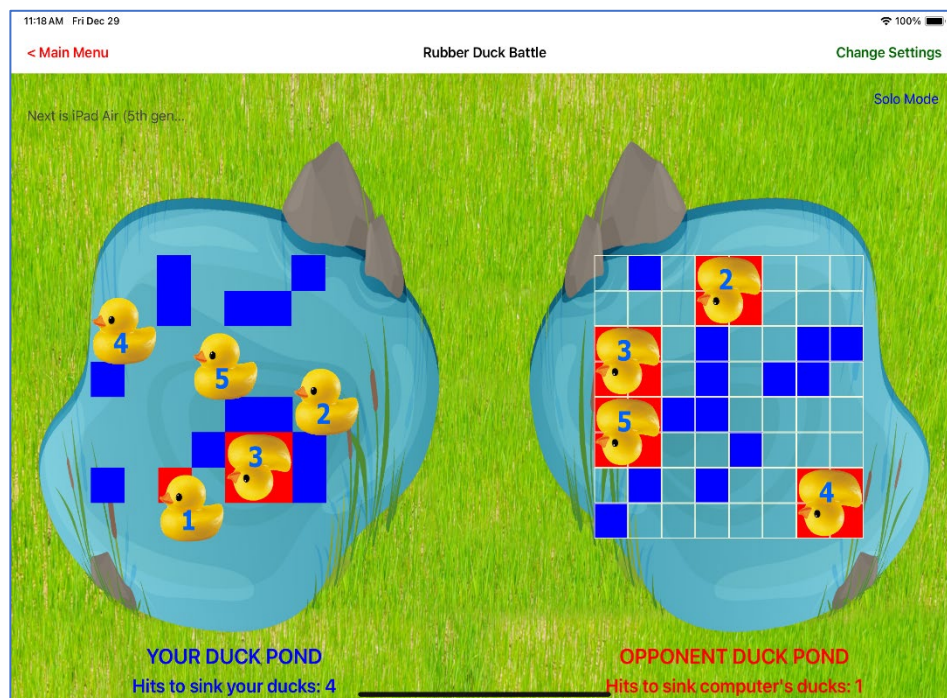 11:18 AM Fri Dec 29
100%
< Main Menu
Rubber Duck Battle
Change Settings
Solo Mode
Next is iPad Air (5th gen...
2
4
3
5
2
5
3
4
1
YOUR DUCK POND
OPPONENT DUCK POND
Hits to sink your ducks: 4
Hits to sink computer's ducks: 1